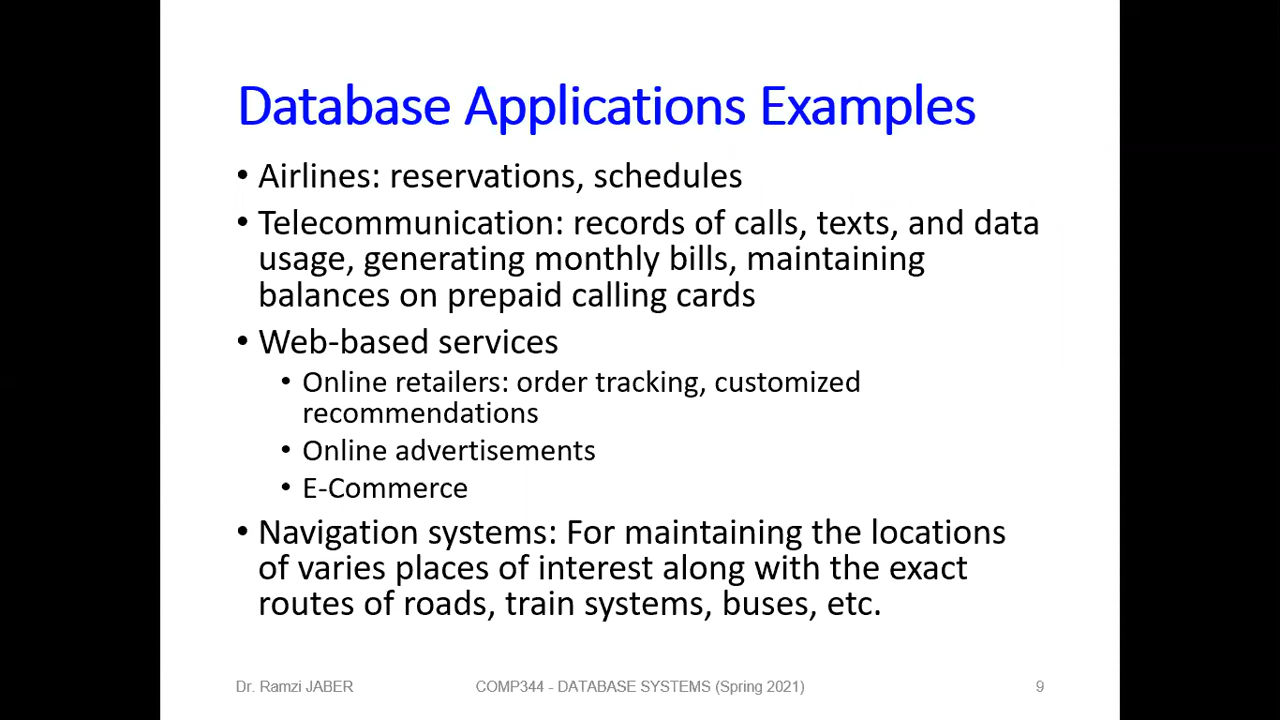 Database Applications Examples
• Airlines: reservations, schedules
• Telecommunication: records of calls, texts, and data
usage, generating monthly bills, maintaining
balances on prepaid calling cards
• Web-based services
• Online retailers: order tracking, customized
recommendations
• Online advertisements
• E-Commerce
• Navigation systems: For maintaining the locations
of varies places of interest along with the exact
routes of roads, train systems, buses, etc.
Dr. Ramzi JABER COMP344 - DATABASE SYSTEMS (Spring 2021) 9